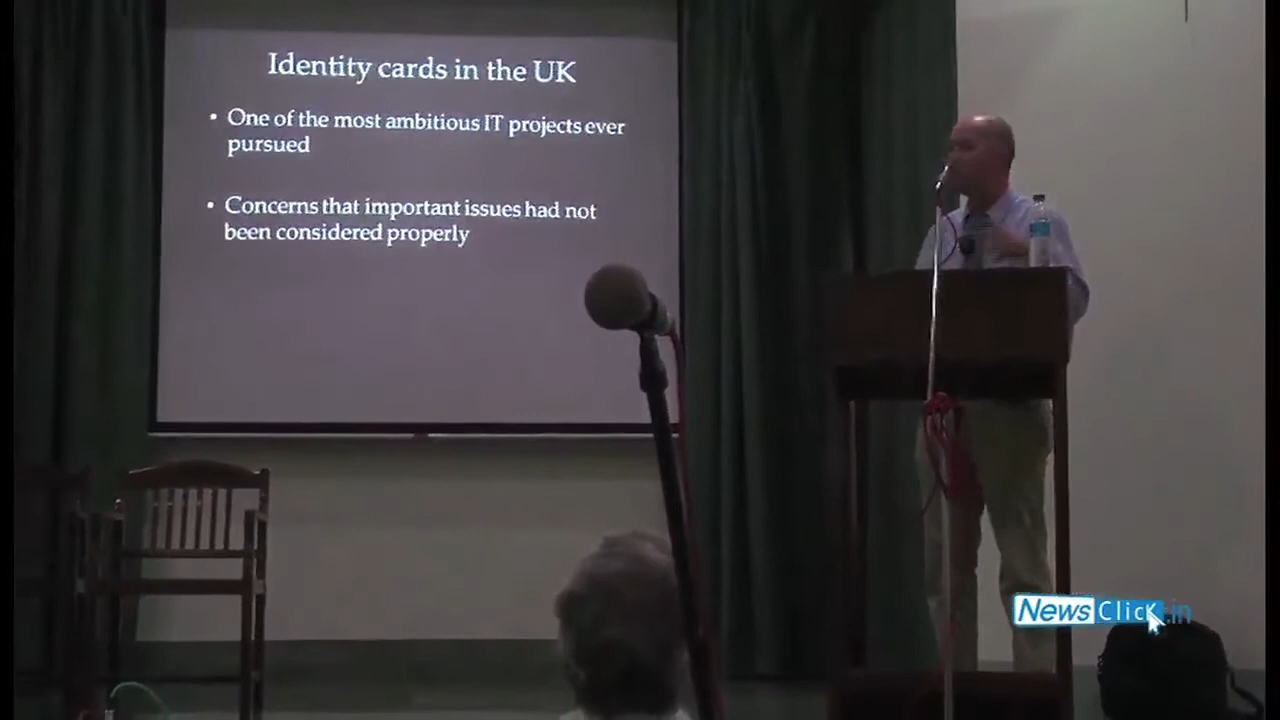 Identity cards in the UK
• One of the most ambitious IT projects ever
pursued
• Concerns that important issues had not
been considered properly
NewsClick.in